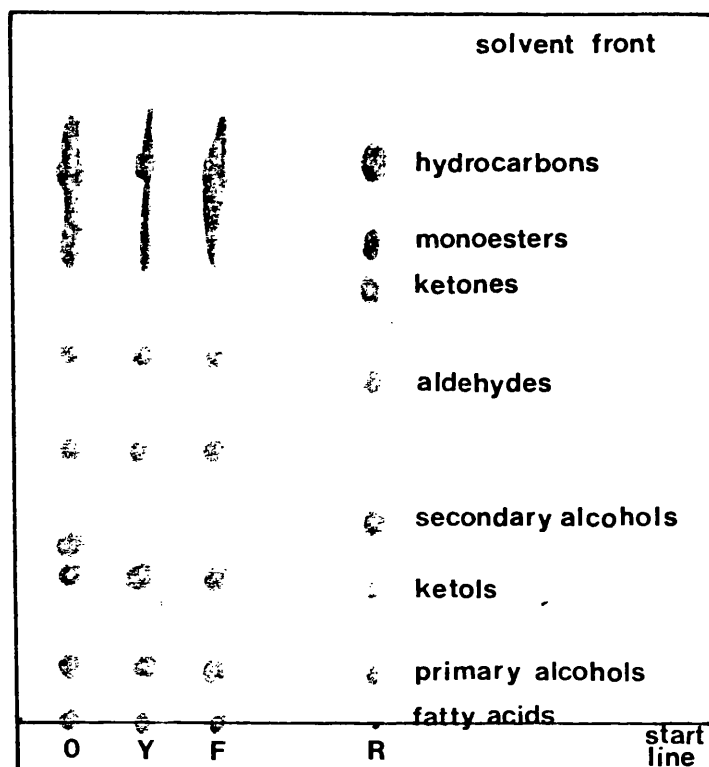 solvent front
hydrocarbons
monoesters
ketones
aldehydes
secondary alcohols
ketols
primary alcohols
fatty acids
O Y F R start
line